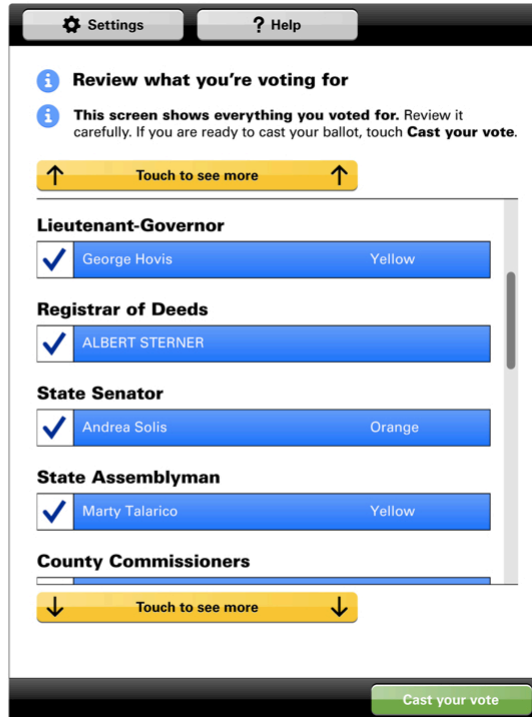 Settings
? Help
Review what you're voting for
This screen shows everything you voted for. Review it
carefully. If you are ready to cast your ballot, touch Cast your vote.
Touch to see more
Lieutenant-Governor
George Hovis Yellow
Registrar of Deeds
ALBERT STERNER
State Senator
Andrea Solis Orange
State Assemblyman
Marty Talarico Yellow
County Commissioners
Touch to see more
Cast your vote